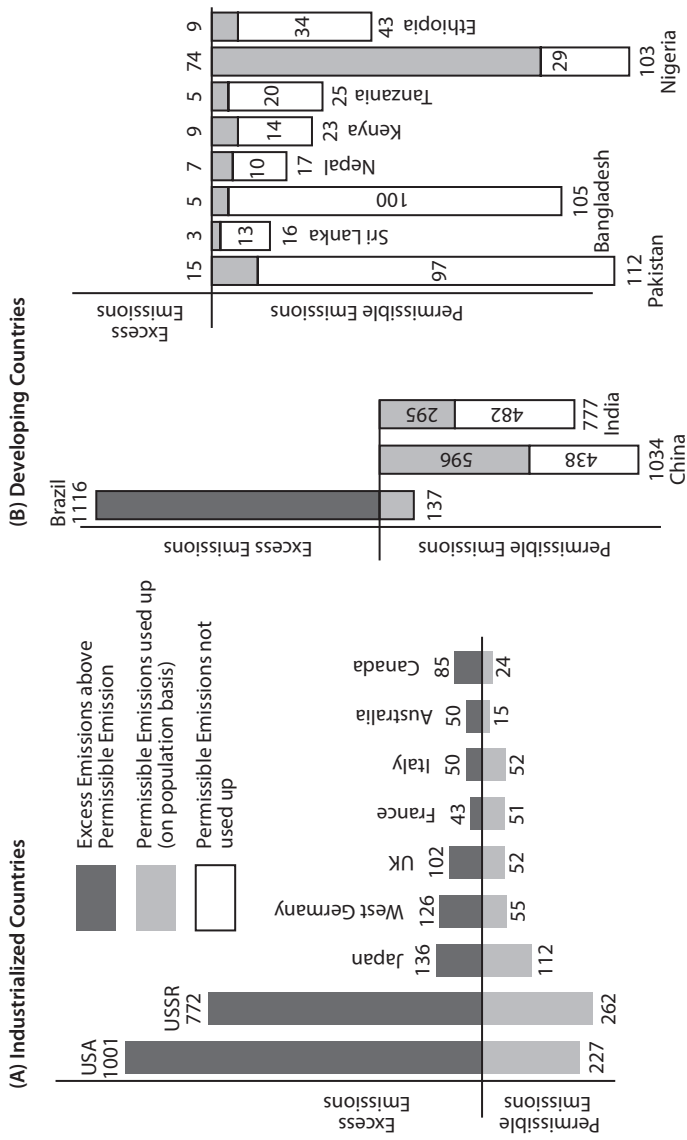 (A) Industrialized Countries
USA
1001
USSR
772
136
Japan
126
West Germany
102
UK
43
France
50
Italy
50
Australia
85
Canada
Excess
Emissions
Permissible
Emissions
227
262
112
55
52
51
52
15
24
Excess Emissions above
Permissible Emission
Permissible Emissions used up
(on population basis)
Permissible Emissions not
used up
(B) Developing Countries
Brazil
1116
Excess Emissions
Permissible Emissions
137
596
438
1034
China
295
482
777
India
Excess
Emissions
Permissible Emissions
15
97
112
Pakistan
3
13
16
Sri Lanka
5
100
105
Bangladesh
7
10
17
Nepal
9
14
23
Kenya
5
20
25
Tanzania
74
29
103
Nigeria
9
34
43
Ethiopia